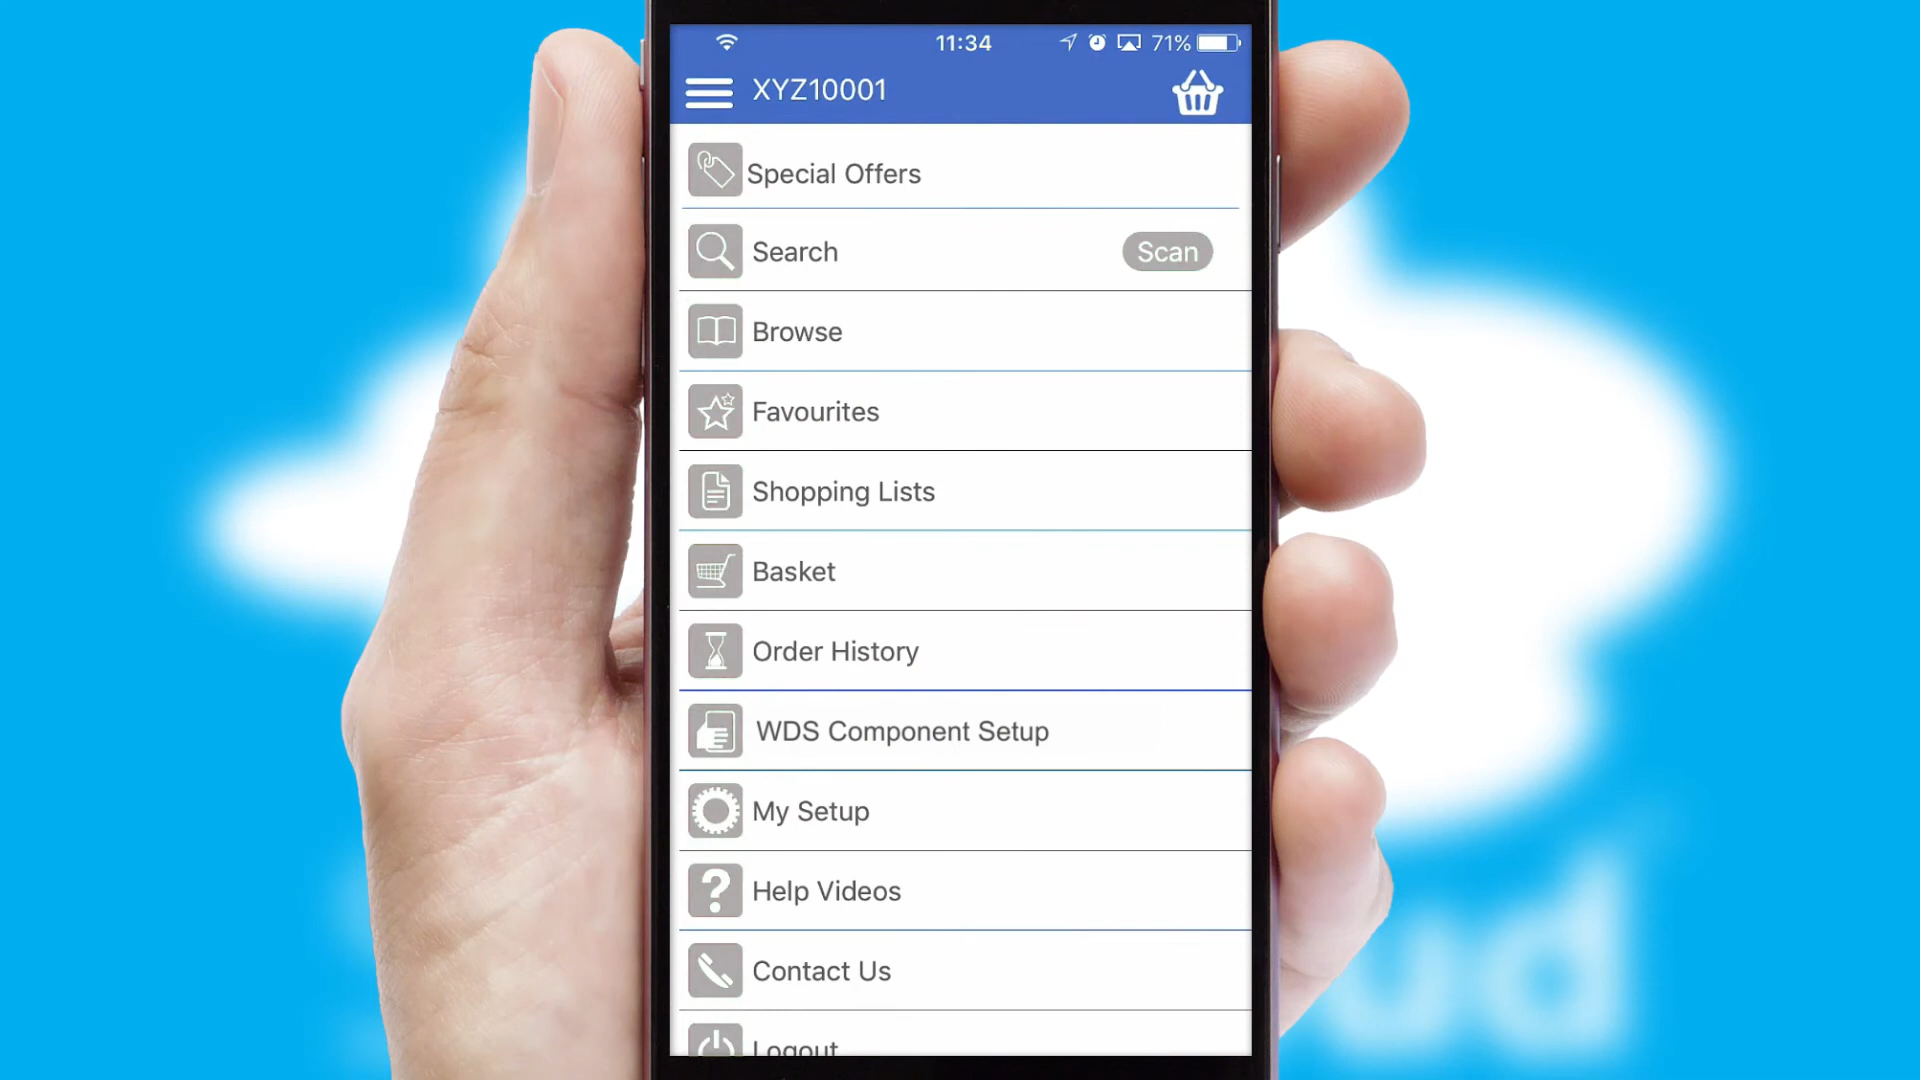 11:34 71%
XYZ10001
Special Offers
Search Scan
Browse
Favourites
Shopping Lists
Basket
Order History
WDS Component Setup
My Setup
Help Videos
Contact Us
Logout
ud